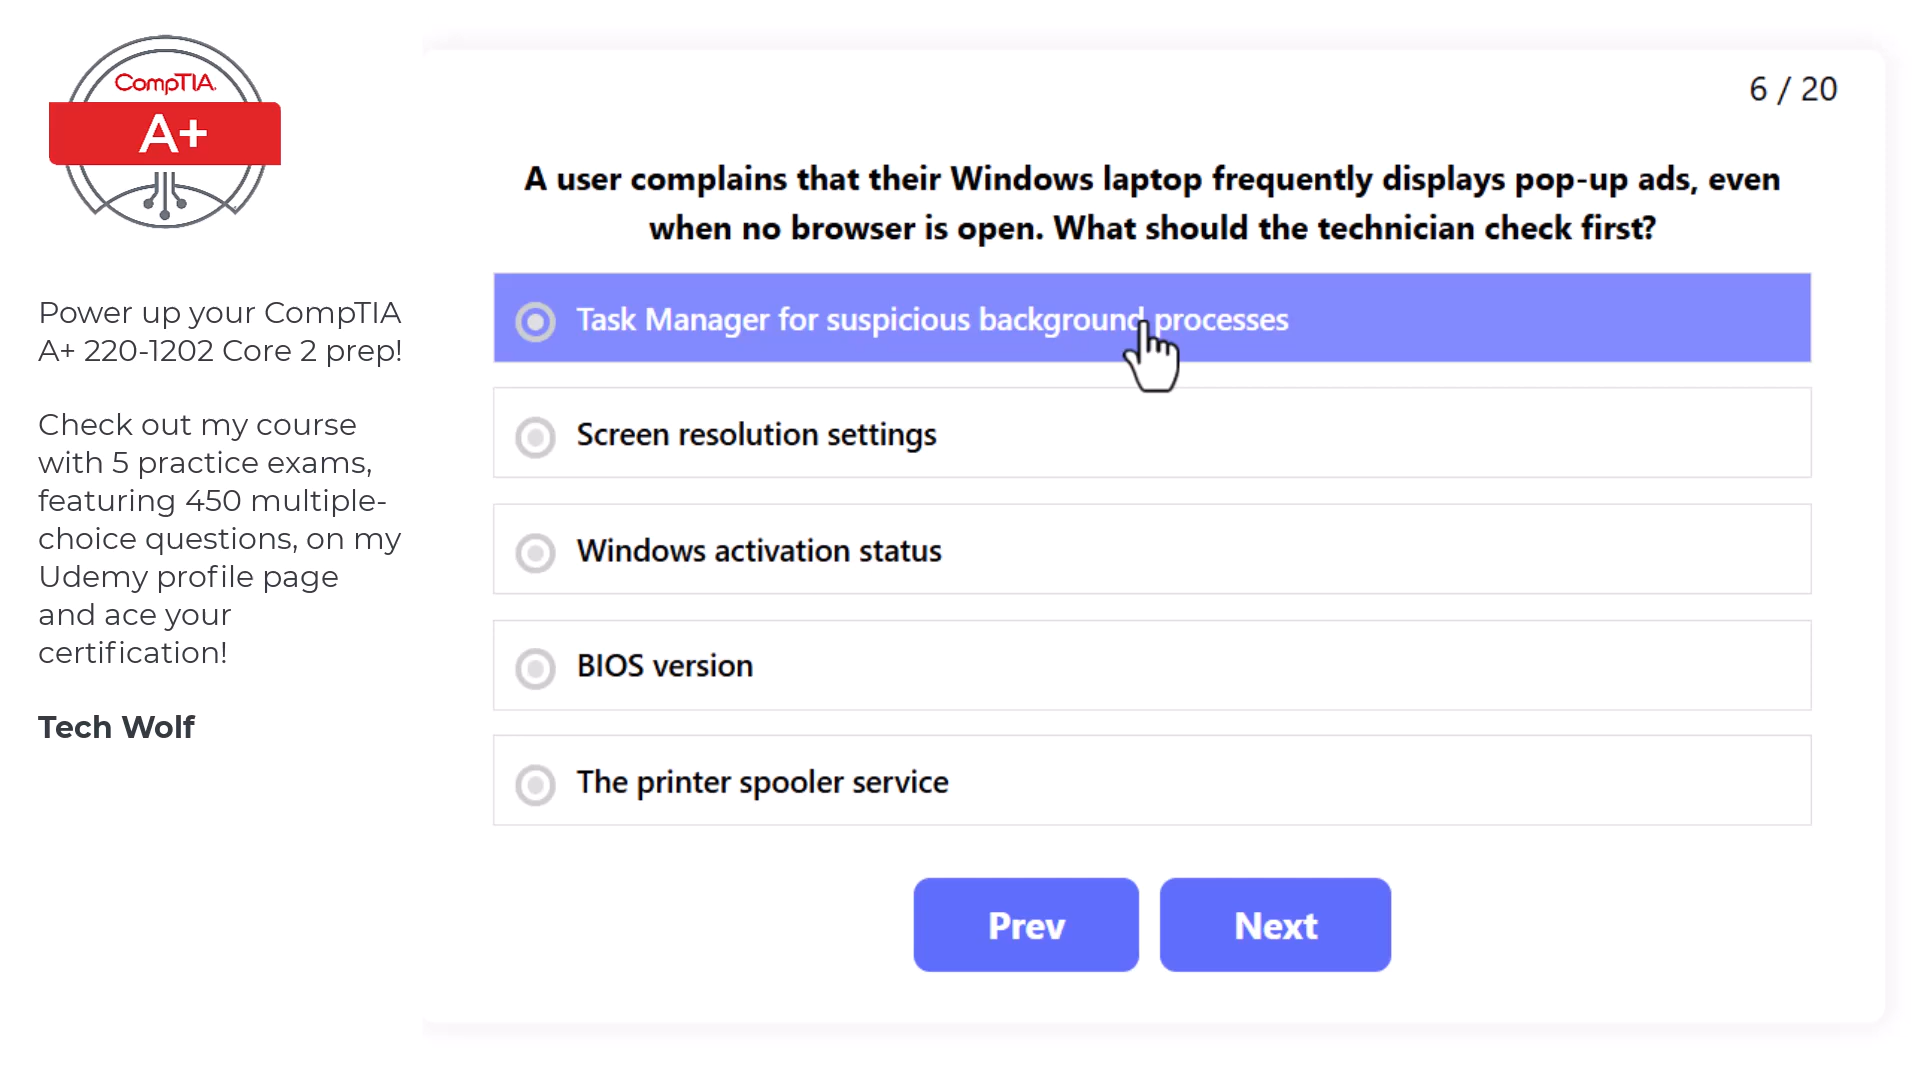 CompTIA.
A+
Power up your CompTIA
A+ 220-1202 Core 2 prep!
Check out my course
with 5 practice exams,
featuring 450 multiple-
choice questions, on my
Udemy profile page
and ace your
certification!
Tech Wolf
6 / 20
A user complains that their Windows laptop frequently displays pop-up ads, even
when no browser is open. What should the technician check first?
Task Manager for suspicious background processes
Screen resolution settings
Windows activation status
BIOS version
The printer spooler service
Prev
Next